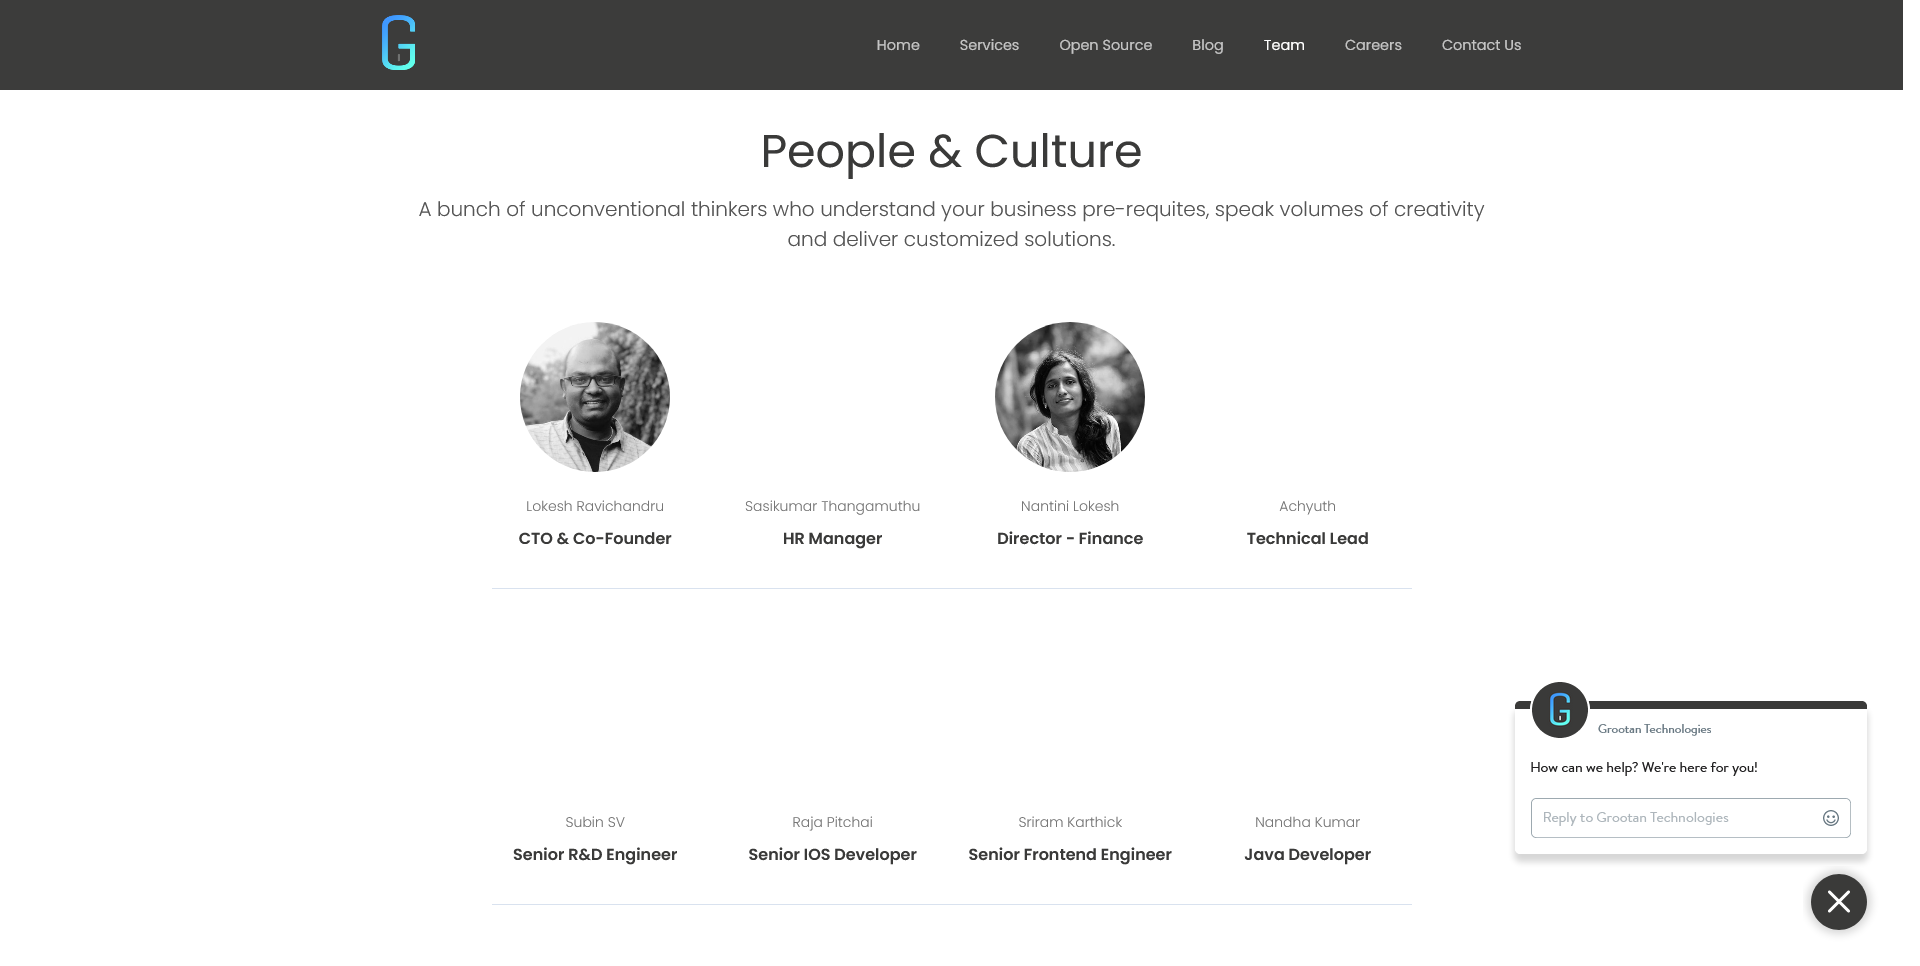 G
Home Services Open Source Blog Team Careers Contact Us
People & Culture
A bunch of unconventional thinkers who understand your business pre-requites, speak volumes of creativity
and deliver customized solutions.
Lokesh Ravichandru Sasikumar Thangamuthu Nantini Lokesh Achyuth
CTO & Co-Founder HR Manager Director - Finance Technical Lead
Subin SV Raja Pitchai Sriram Karthick Nandha Kumar
Senior R&D Engineer Senior IOS Developer Senior Frontend Engineer Java Developer
G
Grootan Technologies
How can we help? We're here for you!
Reply to Grootan Technologies